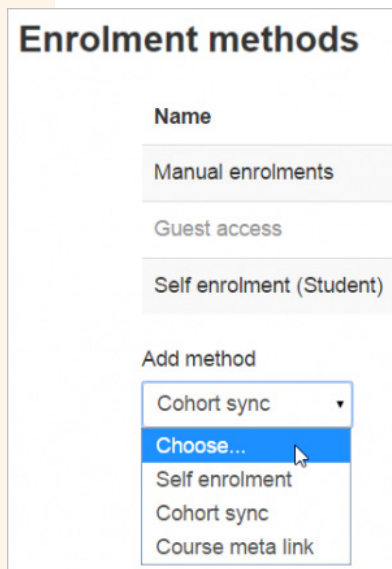 Enrolment methods
Name
Manual enrolments
Guest access
Self enrolment (Student)
Add method
Cohort sync
Choose...
Self enrolment
Cohort sync
Course meta link